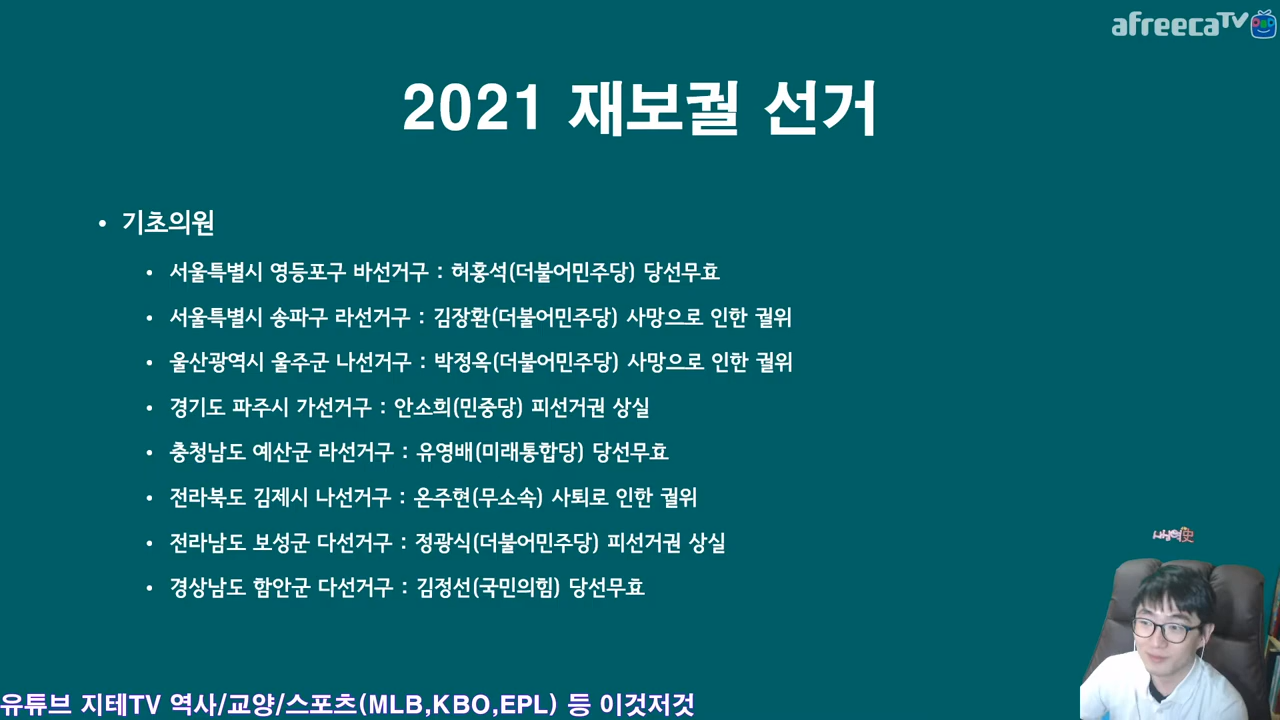 afreecaTV
2021 재보궐 선거
• 기초의원
• 서울특별시 영등포구 바선거구 : 허홍석(더불어민주당) 당선무효
• 서울특별시 송파구 라선거구 : 김장환(더불어민주당) 사망으로 인한 궐위
• 울산광역시 울주군 나선거구 : 박정옥(더불어민주당) 사망으로 인한 궐위
• 경기도 파주시 가선거구 : 안소희(민중당) 피선거권 상실
• 충청남도 예산군 라선거구 : 유영배(미래통합당) 당선무효
• 전라북도 김제시 나선거구 : 온주현(무소속) 사퇴로 인한 궐위
• 전라남도 보성군 다선거구 : 정광식(더불어민주당) 피선거권 상실
• 경상남도 함안군 다선거구 : 김정선(국민의힘) 당선무효
유튜브 지테TV 역사/교양/스포츠(MLB,KBO,EPL) 등 이것저것